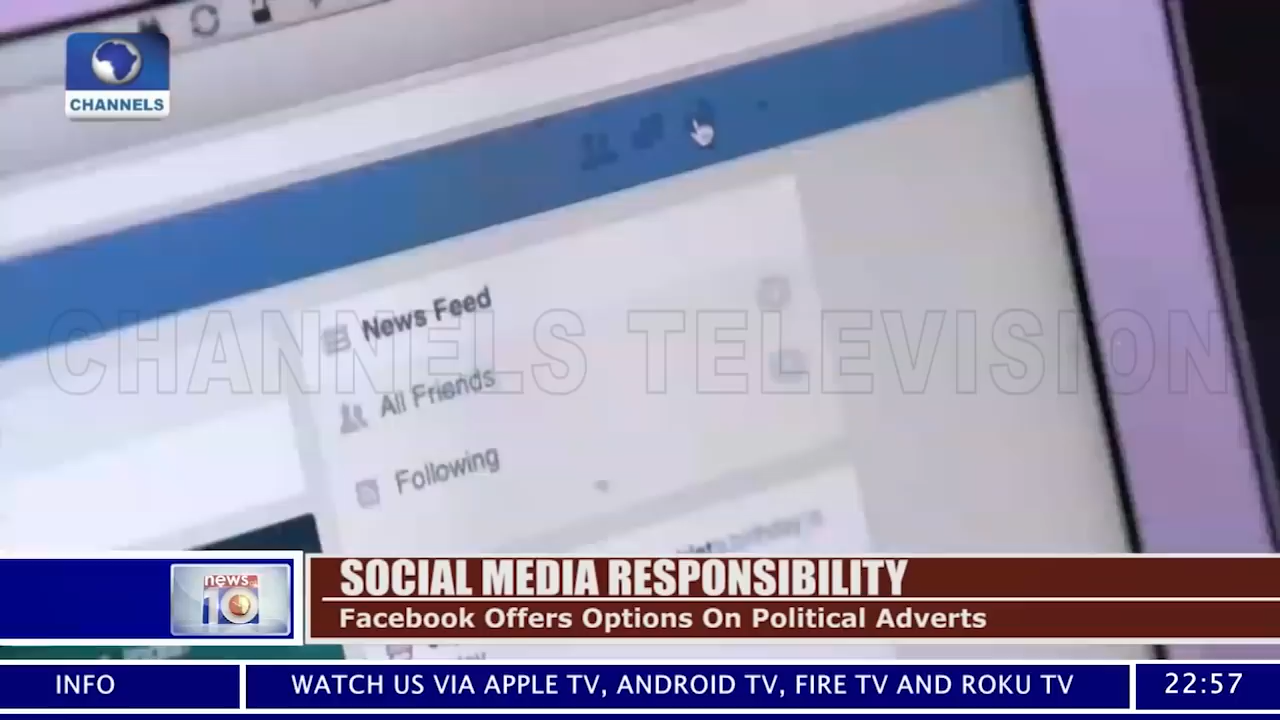 CHANNELS
News Feed
CHANNELS TELEVISION
All Friends
Following
news
10
SOCIAL MEDIA RESPONSIBILITY
Facebook Offers Options On Political Adverts
INFO
WATCH US VIA APPLE TV, ANDROID TV, FIRE TV AND ROKU TV
22:57